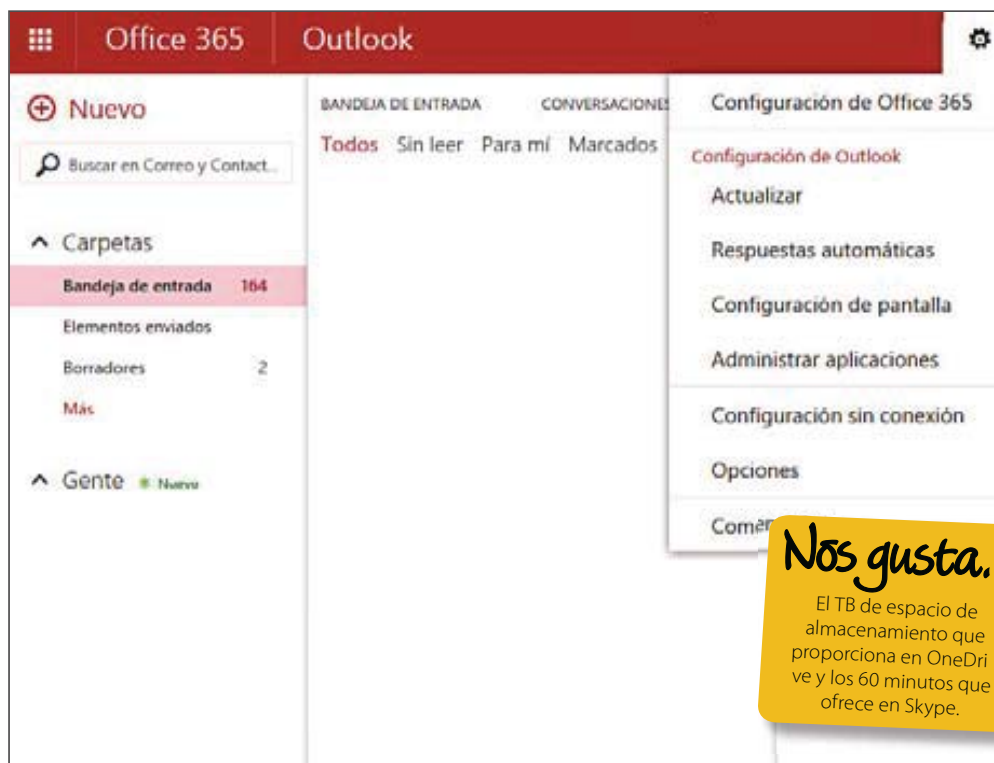 Office 365 Outlook
Nuevo
Buscar en Correo y Contact...
Carpetas
Bandeja de entrada 164
Elementos enviados
Borradores 2
Más
Gente Nuevo
BANDEJA DE ENTRADA CONVERSACIONES
Todos Sin leer Para mí Marcados
Configuración de Office 365
Configuración de Outlook
Actualizar
Respuestas automáticas
Configuración de pantalla
Administrar aplicaciones
Configuración sin conexión
Opciones
Comen
Nos gusta.
El TB de espacio de
almacenamiento que
proporciona en OneDri
ve y los 60 minutos que
ofrece en Skype.